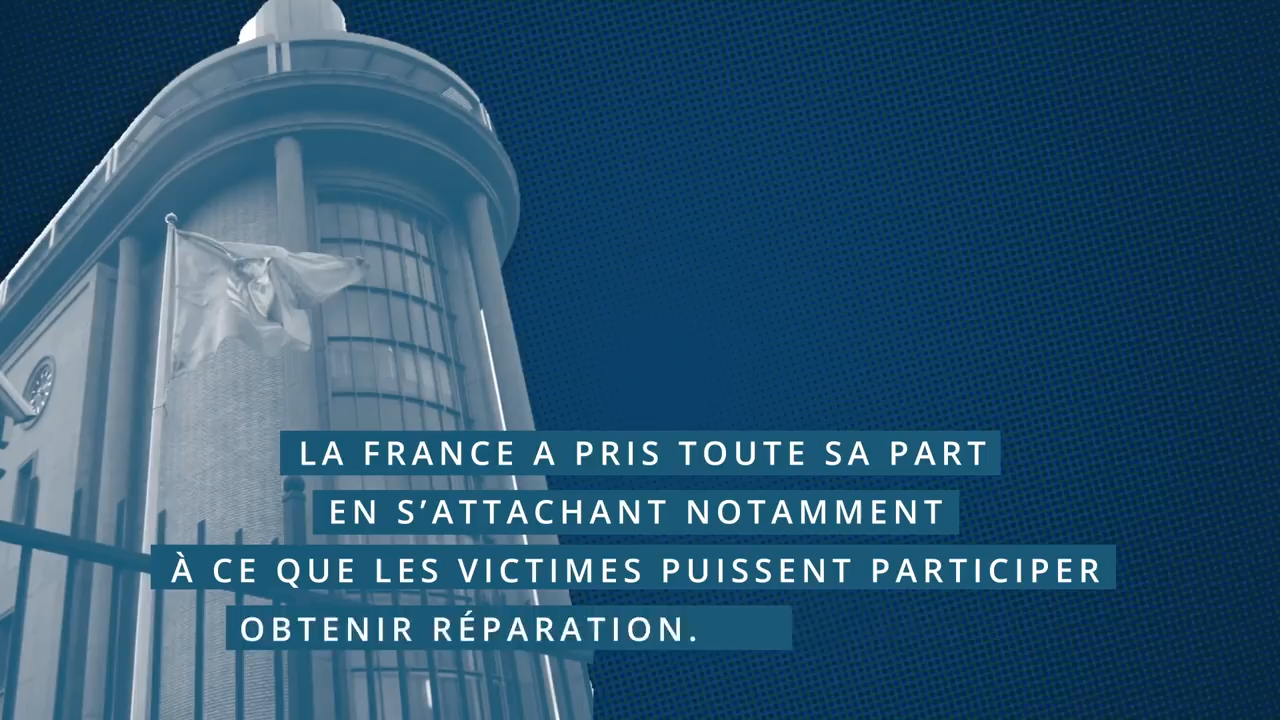 LA FRANCE A PRIS TOUTE SA PART
EN S’ATTACHANT NOTAMMENT
À CE QUE LES VICTIMES PUISSENT PARTICIPER
OBTENIR RÉPARATION.